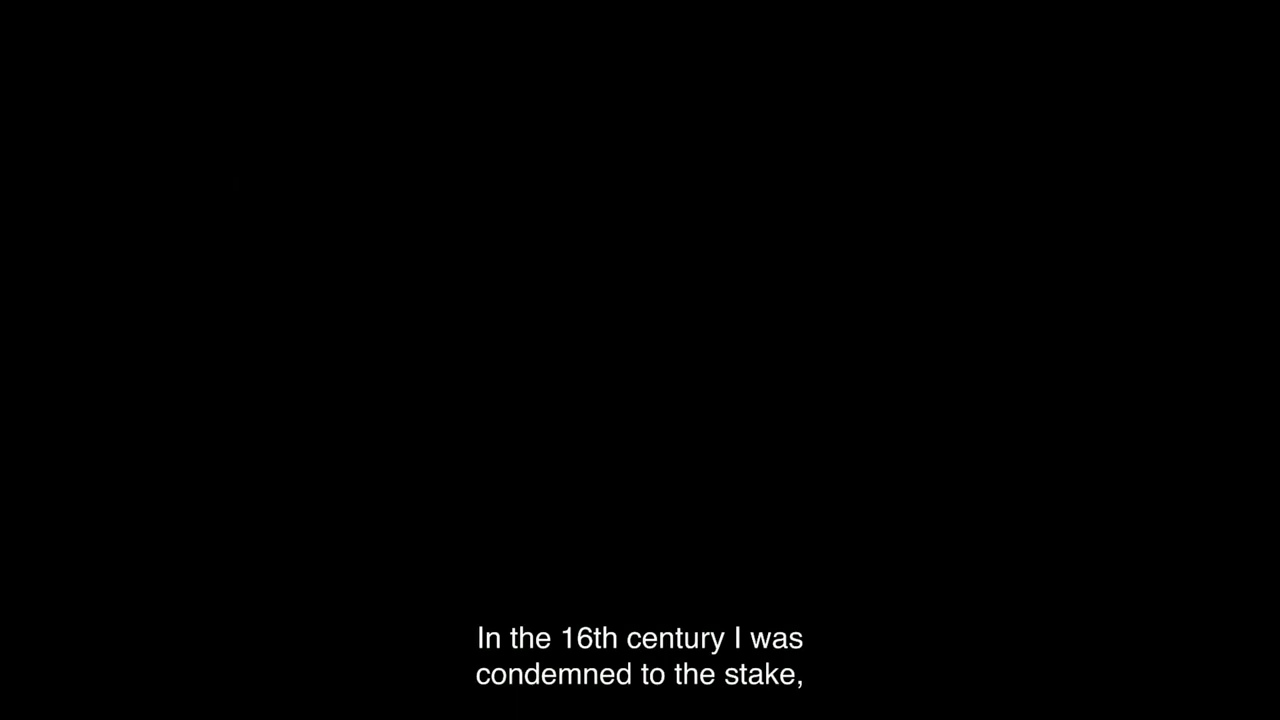 In the 16th century I was
condemned to the stake,